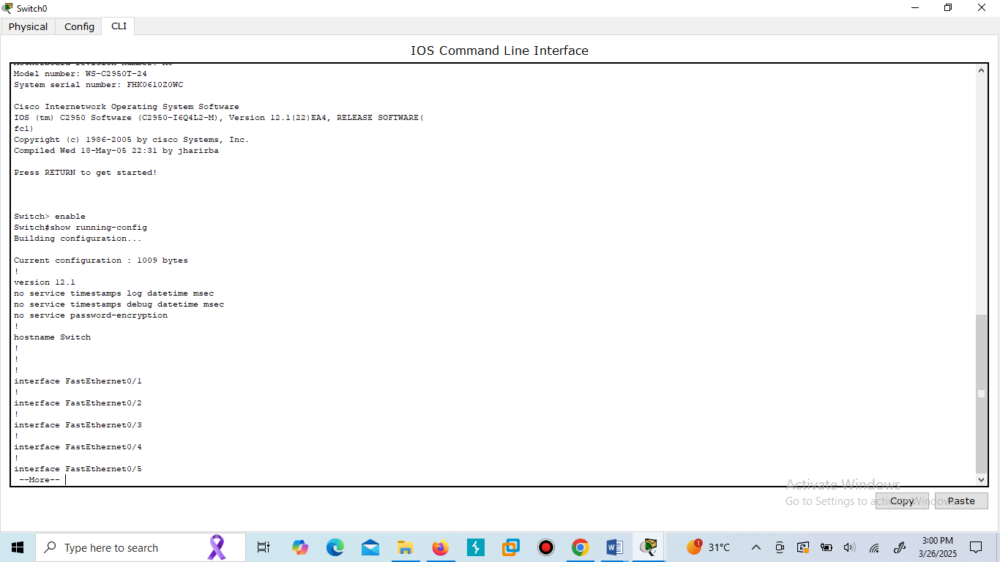 Switch0
Physical Config CLI
IOS Command Line Interface
Motherboard revision number: A0
Model number: WS-C2950T-24
System serial number: FHK0610Z0WC
Cisco Internetwork Operating System Software
IOS (tm) C2950 Software (C2950-I6Q4L2-M), Version 12.1(22)EA4, RELEASE SOFTWARE(
fc1)
Copyright (c) 1986-2005 by cisco Systems, Inc.
Compiled Wed 18-May-05 22:31 by jharirba
Press RETURN to get started!
Switch> enable
Switch#show running-config
Building configuration...
Current configuration : 1009 bytes
!
version 12.1
no service timestamps log datetime msec
no service timestamps debug datetime msec
no service password-encryption
!
hostname Switch
!
!
!
interface FastEthernet0/1
!
interface FastEthernet0/2
!
interface FastEthernet0/3
!
interface FastEthernet0/4
!
interface FastEthernet0/5
--More--
Activate Windows
Go to Settings to activate Windows.
Copy Paste
Type here to search
1 31°C
3:00 PM
3/26/2025